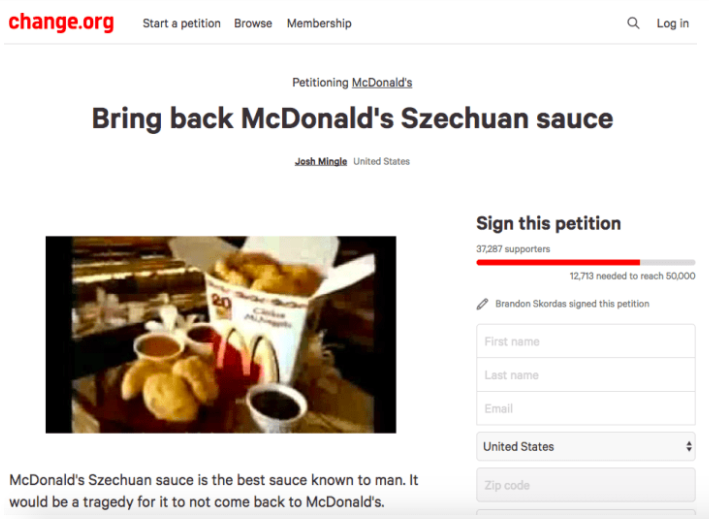 change.org Start a petition Browse Membership Log in
Petitioning McDonald's
Bring back McDonald's Szechuan sauce
Josh Mingle United States
Sign this petition
37,287 supporters
12,713 needed to reach 50,000
Brandon Skordas signed this petition
First name
Last name
Email
United States
Zip code
20
Chicken
McNuggets
McDonald's Szechuan sauce is the best sauce known to man. It
would be a tragedy for it to not come back to McDonald's.